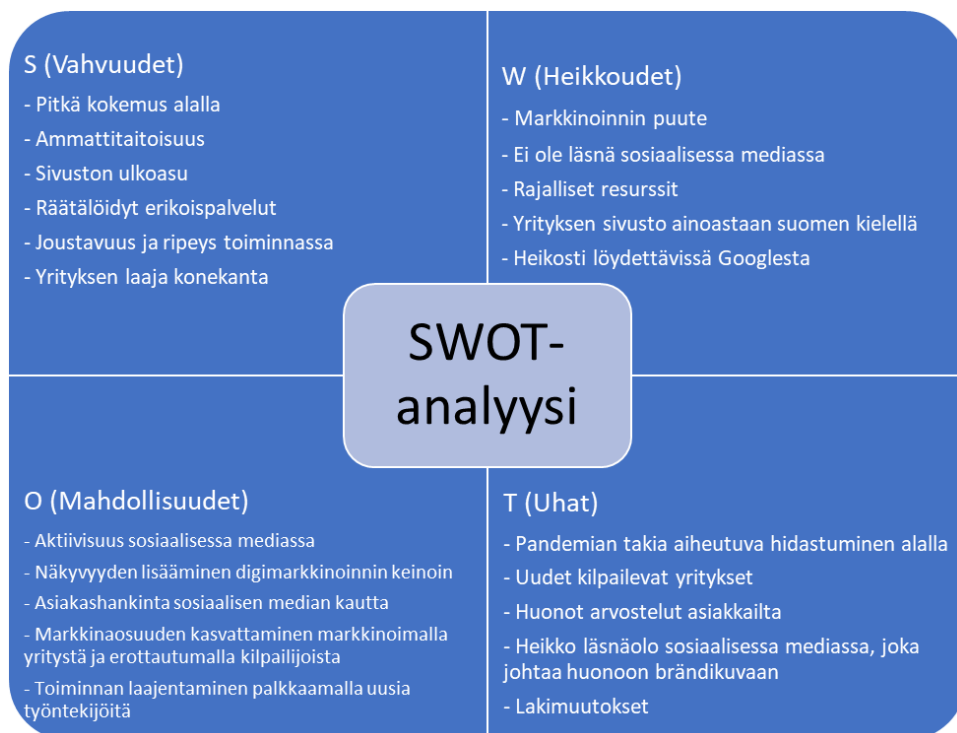 S (Vahvuudet)
- Pitkä kokemus alalla
- Ammattitaitoisuus
- Sivuston ulkoasu
- Räätälöidyt erikoispalvelut
- Joustavuus ja ripeys toiminnassa
- Yrityksen laaja konekanta
W (Heikkoudet)
- Markkinoinnin puute
- Ei ole läsnä sosiaalisessa mediassa
- Rajalliset resurssit
- Yrityksen sivusto ainoastaan suomen kielellä
- Heikosti löydettävissä Googlesta
SWOT-
analyysi
O (Mahdollisuudet)
- Aktiivisuus sosiaalisessa mediassa
- Näkyvyyden lisääminen digimarkkinoinnin keinoin
- Asiakashankinta sosiaalisen median kautta
- Markkinaosuuden kasvattaminen markkinoimalla
yritystä ja erottautumalla kilpailijoista
- Toiminnan laajentaminen palkkaamalla uusia
työntekijöitä
T (Uhat)
- Pandemian takia aiheutuva hidastuminen alalla
- Uudet kilpailevat yritykset
- Huonot arvostelut asiakkailta
- Heikko läsnäolo sosiaalisessa mediassa, joka
johtaa huonoon brändikuvaan
- Lakimuutokset